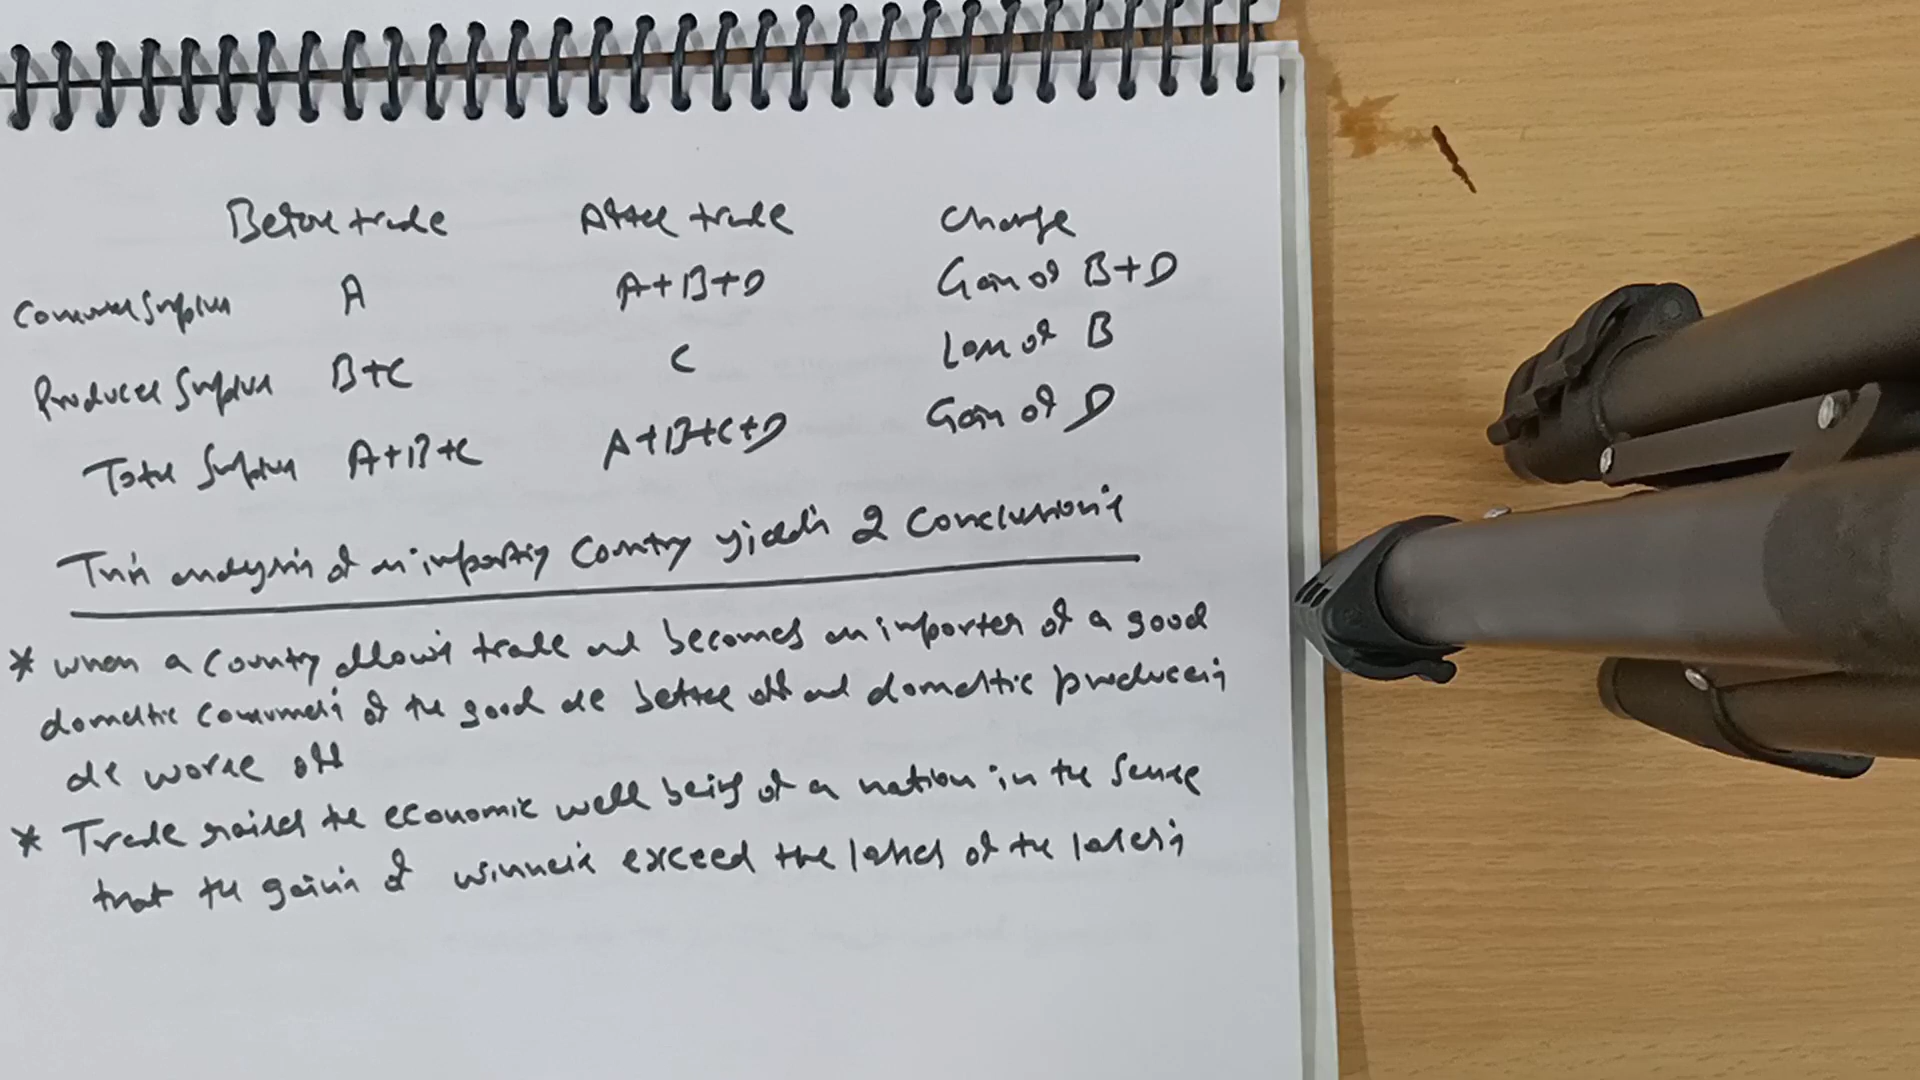 Before trade After trade Change
Consumer Surplus A A+B+D Gain of B+D
Producer Surplus B+C C Loss of B
Total Surplus A+B+C A+B+C+D Gain of D
This analysis of an importing Country yields 2 Conclusions
* when a country allows trade and becomes an importer of a good
domestic consumers of the good are better off and domestic producers
are worse off
* Trade raises the economic well being of a nation in the sense
that the gains of winners exceed the losses of the losers